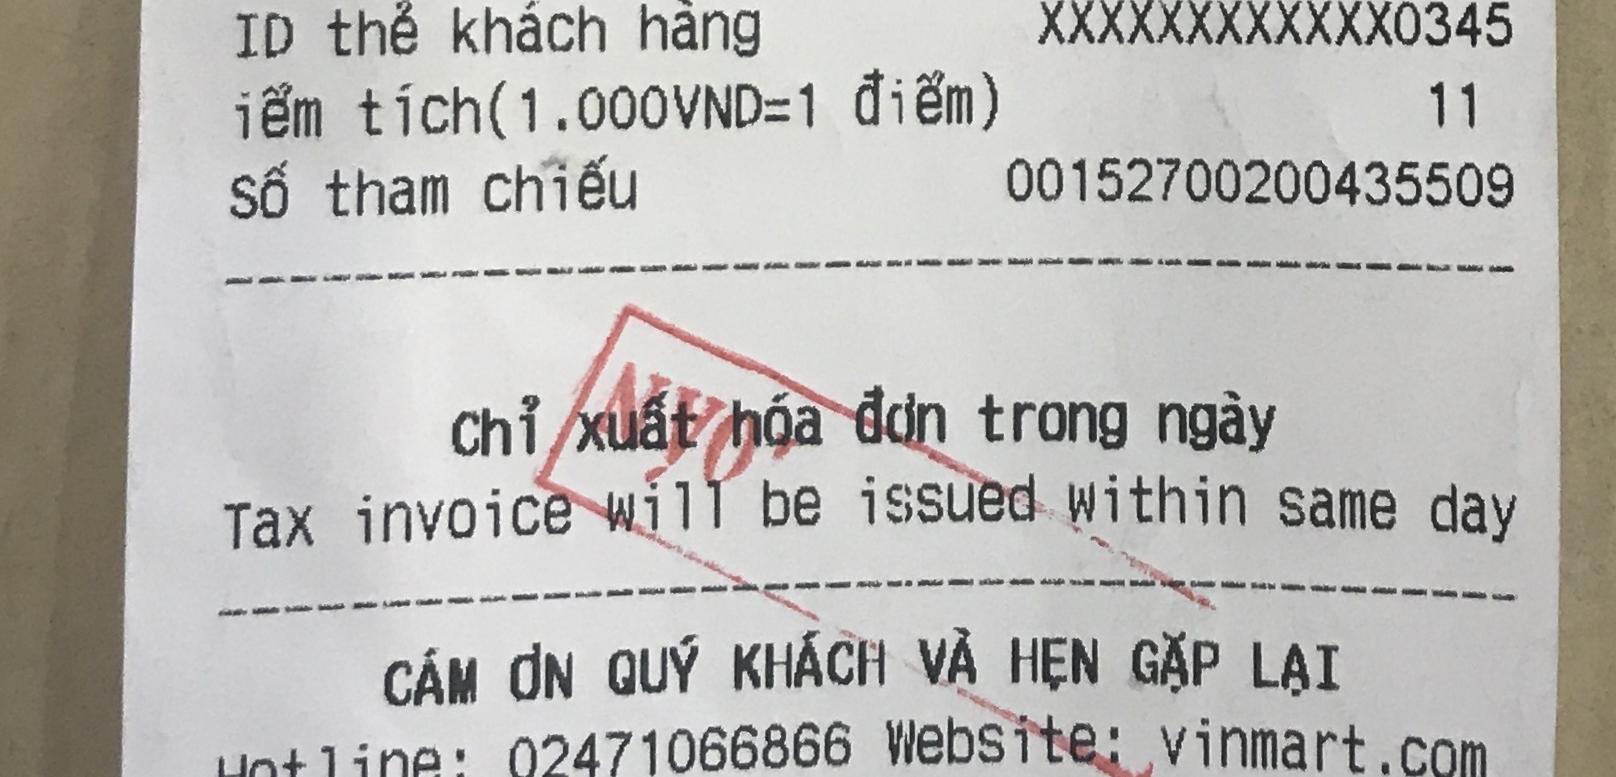 ID thẻ khách hàng XXXXXXXXXXXX0345
iểm tích(1.000VND=1 điểm) 11
Số tham chiếu 00152700200435509
Chỉ xuất hóa đơn trong ngày
Tax invoice will be issued within same day
CÁM ƠN QUÝ KHÁCH VÀ HẸN GẶP LẠI
Hotline: 02471066866 Website: vinmart.com